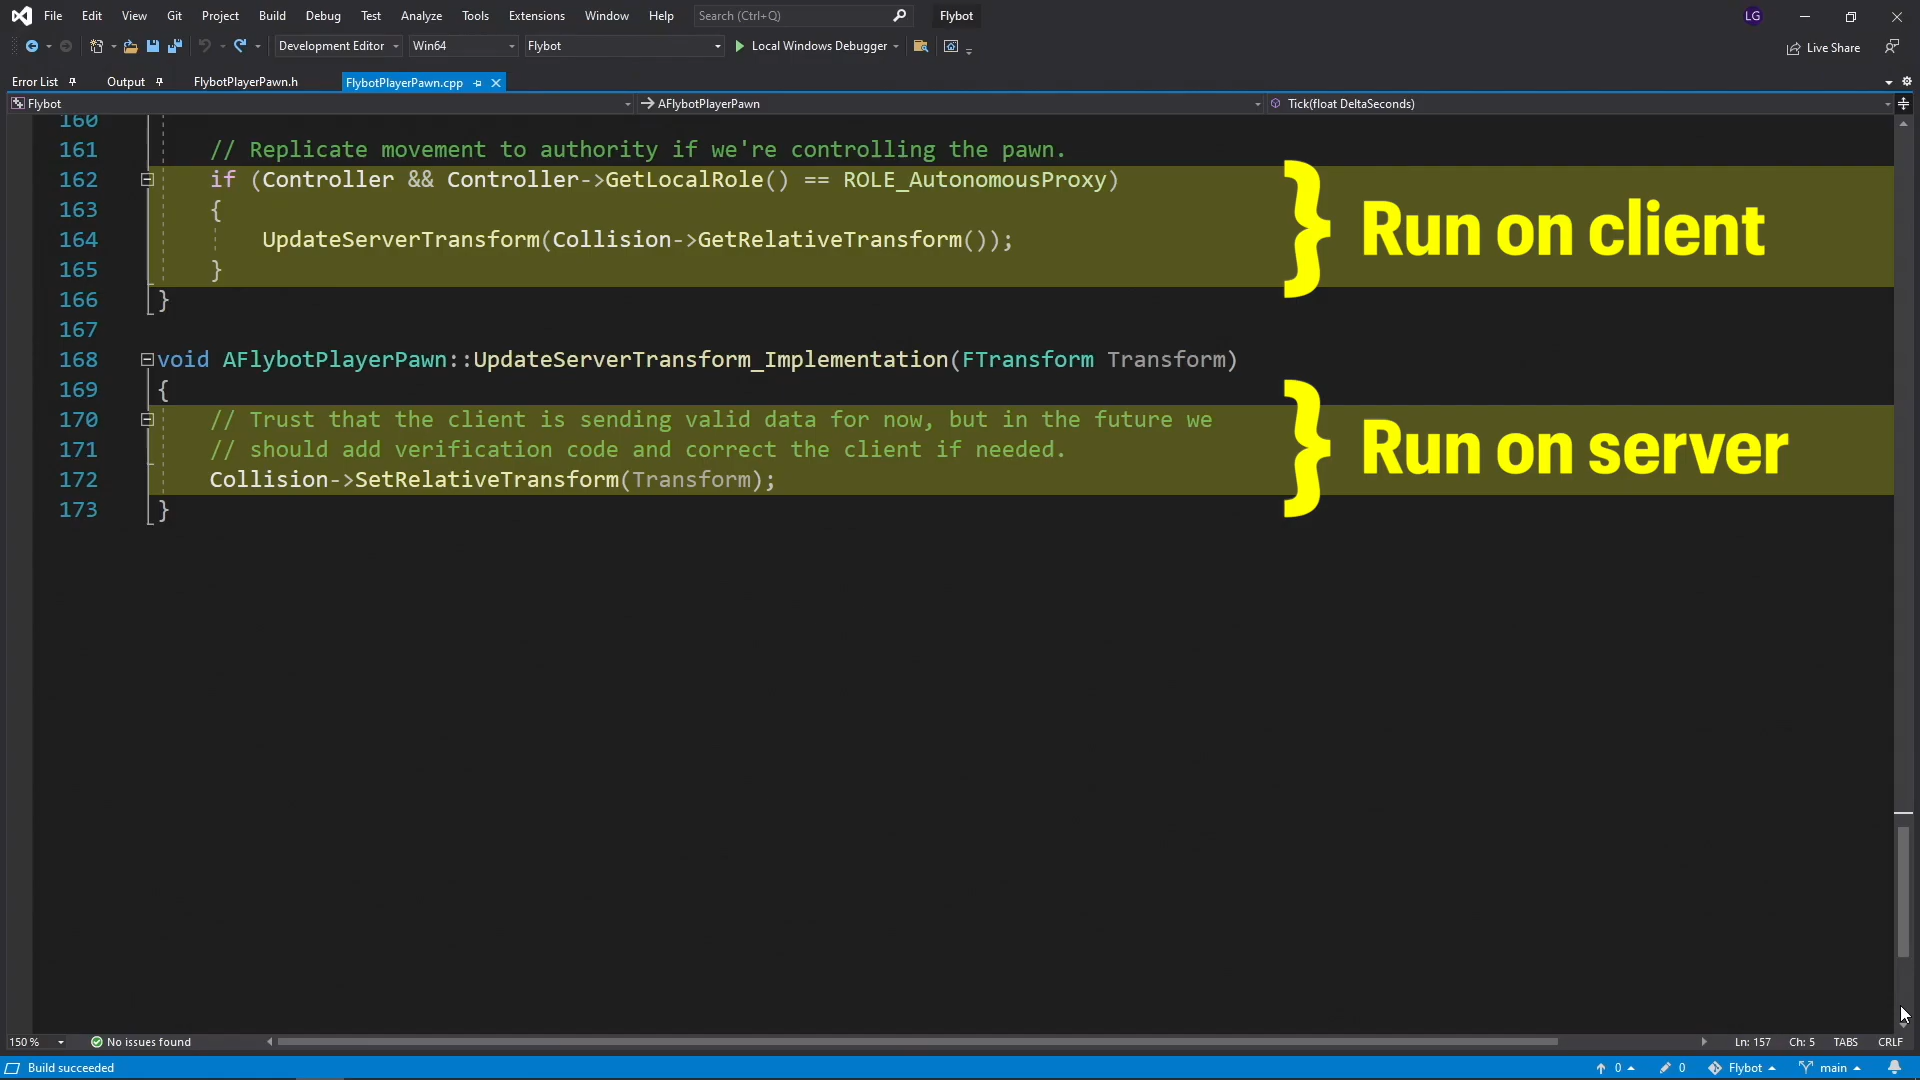 File Edit View Git Project Build Debug Test Analyze Tools Extensions Window Help Search (Ctrl+Q) Flybot LG
Development Editor Win64 Flybot Local Windows Debugger Live Share
Error List Output FlybotPlayerPawn.h FlybotPlayerPawn.cpp
Flybot AFlybotPlayerPawn Tick(float DeltaSeconds)
160
161 // Replicate movement to authority if we're controlling the pawn.
162 if (Controller && Controller->GetLocalRole() == ROLE_AutonomousProxy)
163 {
164 UpdateServerTransform(Collision->GetRelativeTransform());
165 }
Run on client
166 }
167
168 void AFlybotPlayerPawn::UpdateServerTransform_Implementation(FTransform Transform)
169 {
170 // Trust that the client is sending valid data for now, but in the future we
171 // should add verification code and correct the client if needed.
172 Collision->SetRelativeTransform(Transform);
Run on server
173 }
150 % No issues found Ln: 157 Ch: 5 TABS CRLF
Build succeeded 0 0 Flybot main